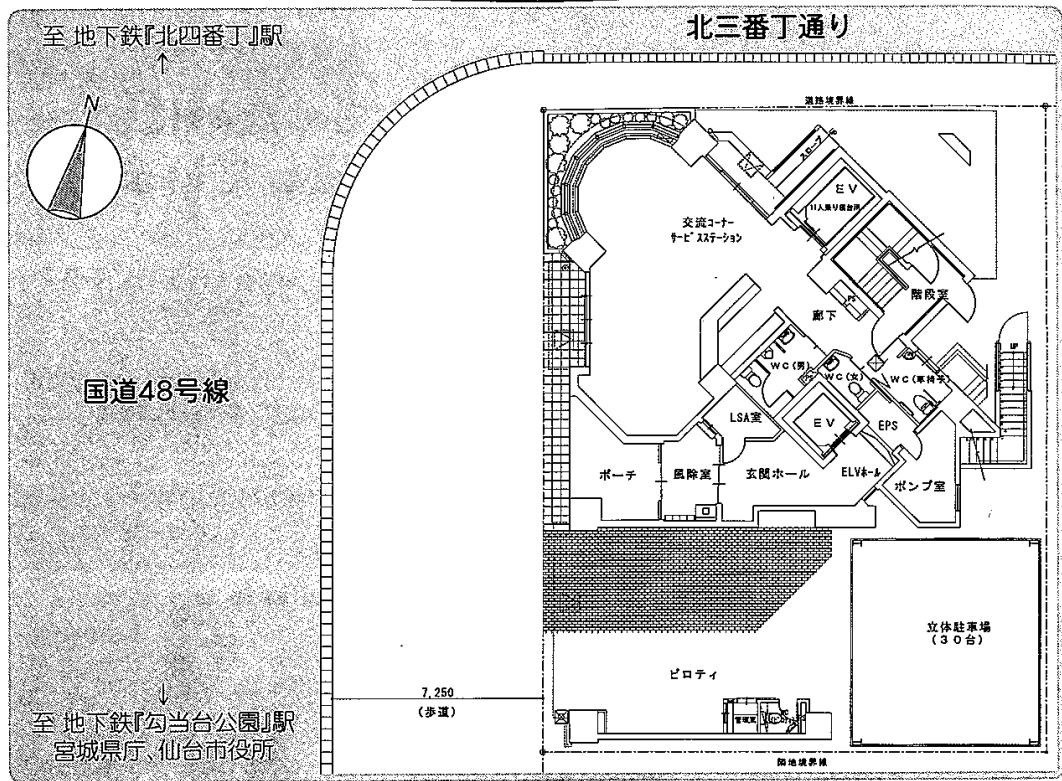 至 地下鉄『北四番丁』駅
↑
北三番丁通り
N
道路境界線
スロープ
EV
11人乗り寝台用
交流コーナー
サービスステーション
階段室
廊下
PS
UP
国道48号線
WC(男)
WC(女)
WC(車椅子)
LSA室
EV
EPS
ポーチ
風除室
玄関ホール
ELVホール
ポンプ室
立体駐車場
(30台)
ピロティ
7,250
(歩道)
↓
至 地下鉄『勾当台公園』駅
宮城県庁、仙台市役所
管理室
隣地境界線